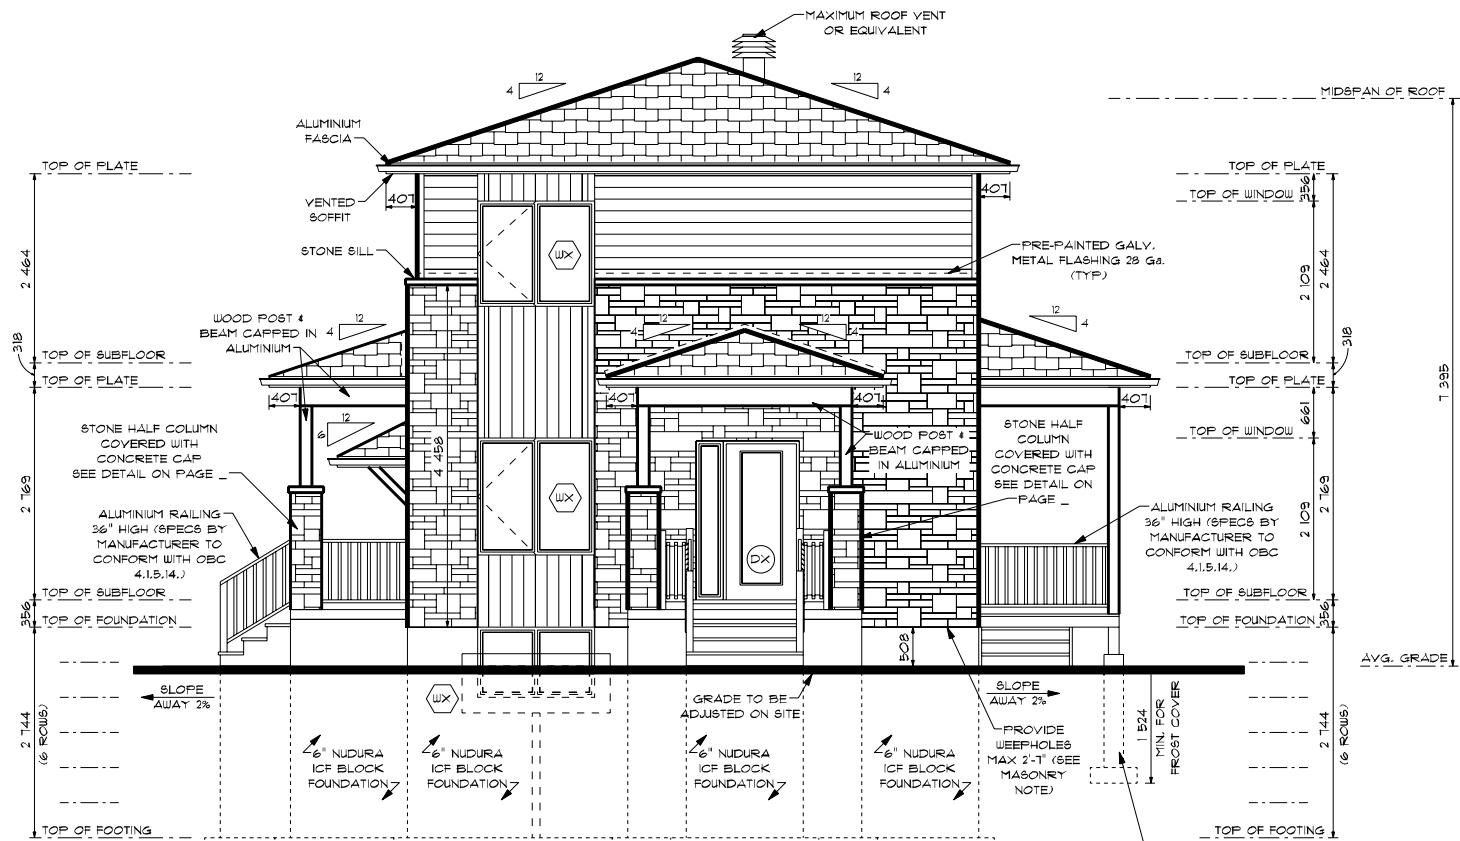 MAXIMUM ROOF VENT
OR EQUIVALENT
12
4
12
4
MIDSPAN OF ROOF
ALUMINIUM
FASCIA
TOP OF PLATE
TOP OF PLATE
407
407
356
TOP OF WINDOW
VENTED
SOFFIT
STONE SILL
WX
PRE-PAINTED GALV.
METAL FLASHING 28 Ga.
(TYP)
2 464
2 109
2 464
WOOD POST &
BEAM CAPPED IN
ALUMINIUM
12
4
12
4
12
4
12
4
318
TOP OF SUBFLOOR
TOP OF SUBFLOOR
318
TOP OF PLATE
TOP OF PLATE
7 395
407
407
407
407
661
12
6
STONE HALF COLUMN
COVERED WITH
CONCRETE CAP
SEE DETAIL ON PAGE _
4 458
WOOD POST &
BEAM CAPPED
IN ALUMINIUM
STONE HALF
COLUMN
COVERED WITH
CONCRETE CAP
SEE DETAIL ON
PAGE _
TOP OF WINDOW
WX
2 769
2 109
2 769
ALUMINIUM RAILING
36" HIGH (SPECS BY
MANUFACTURER TO
CONFORM WITH OBC
4.1.5.14.)
ALUMINIUM RAILING
36" HIGH (SPECS BY
MANUFACTURER TO
CONFORM WITH OBC
4.1.5.14.)
DX
TOP OF SUBFLOOR
TOP OF SUBFLOOR
356
356
TOP OF FOUNDATION
TOP OF FOUNDATION
508
AVG. GRADE
SLOPE
AWAY 2%
WX
GRADE TO BE
ADJUSTED ON SITE
SLOPE
AWAY 2%
1 524
MIN. FOR
FROST COVER
2 744
(6 ROWS)
2 744
(6 ROWS)
6" NUDURA
ICF BLOCK
FOUNDATION
6" NUDURA
ICF BLOCK
FOUNDATION
6" NUDURA
ICF BLOCK
FOUNDATION
6" NUDURA
ICF BLOCK
FOUNDATION
PROVIDE
WEEPHOLES
MAX 2'-7" (SEE
MASONRY
NOTE)
TOP OF FOOTING
TOP OF FOOTING